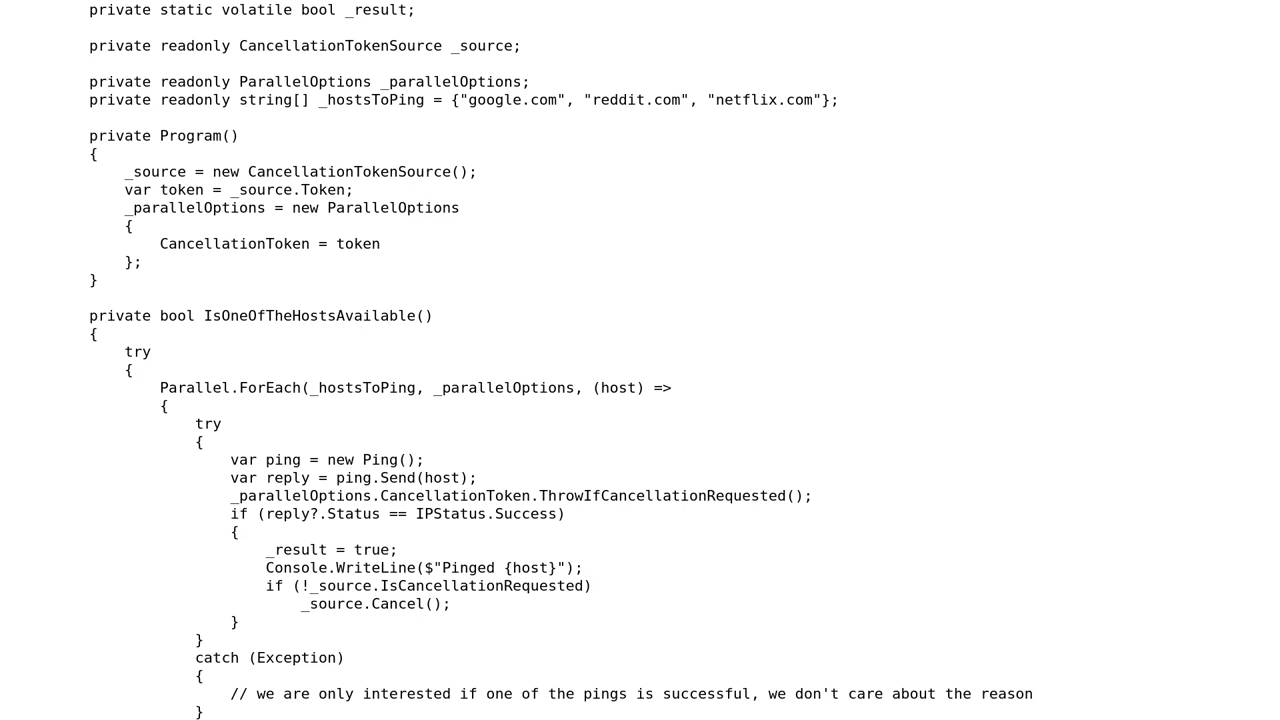 private static volatile bool _result;
private readonly CancellationTokenSource _source;
private readonly ParallelOptions _parallelOptions;
private readonly string[] _hostsToPing = {"google.com", "reddit.com", "netflix.com"};
private Program()
{
_source = new CancellationTokenSource();
var token = _source.Token;
_parallelOptions = new ParallelOptions
{
CancellationToken = token
};
}
private bool IsOneOfTheHostsAvailable()
{
try
{
Parallel.ForEach(_hostsToPing, _parallelOptions, (host) =>
{
try
{
var ping = new Ping();
var reply = ping.Send(host);
_parallelOptions.CancellationToken.ThrowIfCancellationRequested();
if (reply?.Status == IPStatus.Success)
{
_result = true;
Console.WriteLine($"Pinged {host}");
if (!_source.IsCancellationRequested)
_source.Cancel();
}
}
catch (Exception)
{
// we are only interested if one of the pings is successful, we don't care about the reason
}